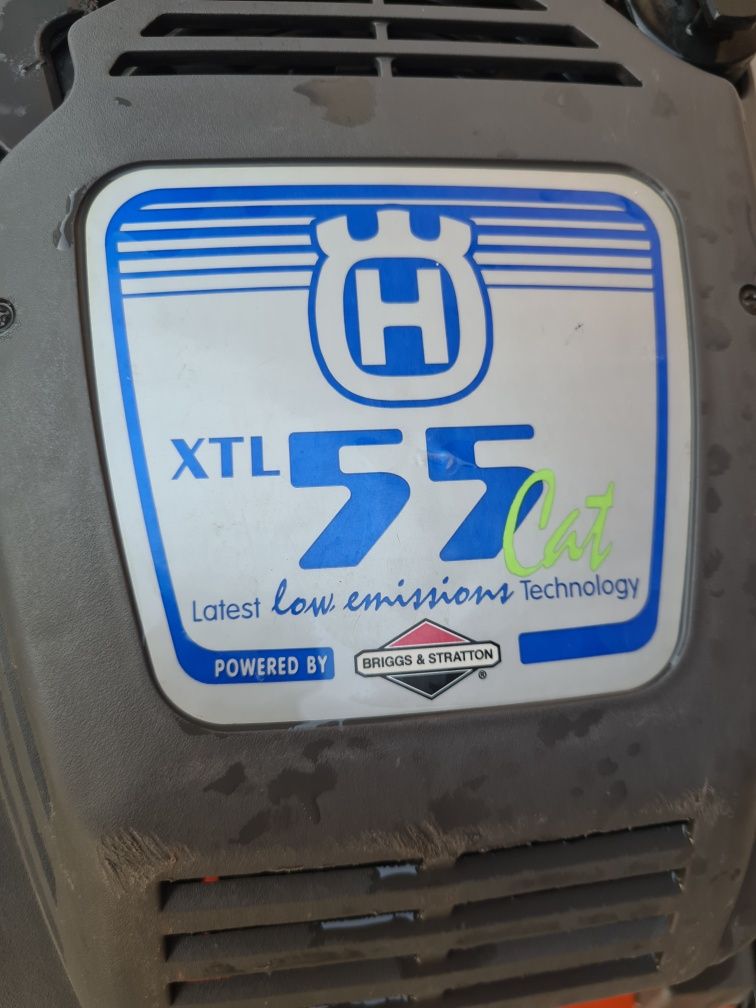 H
XTL 55 Cat
Latest low emissions Technology
POWERED BY BRIGGS & STRATTON ®